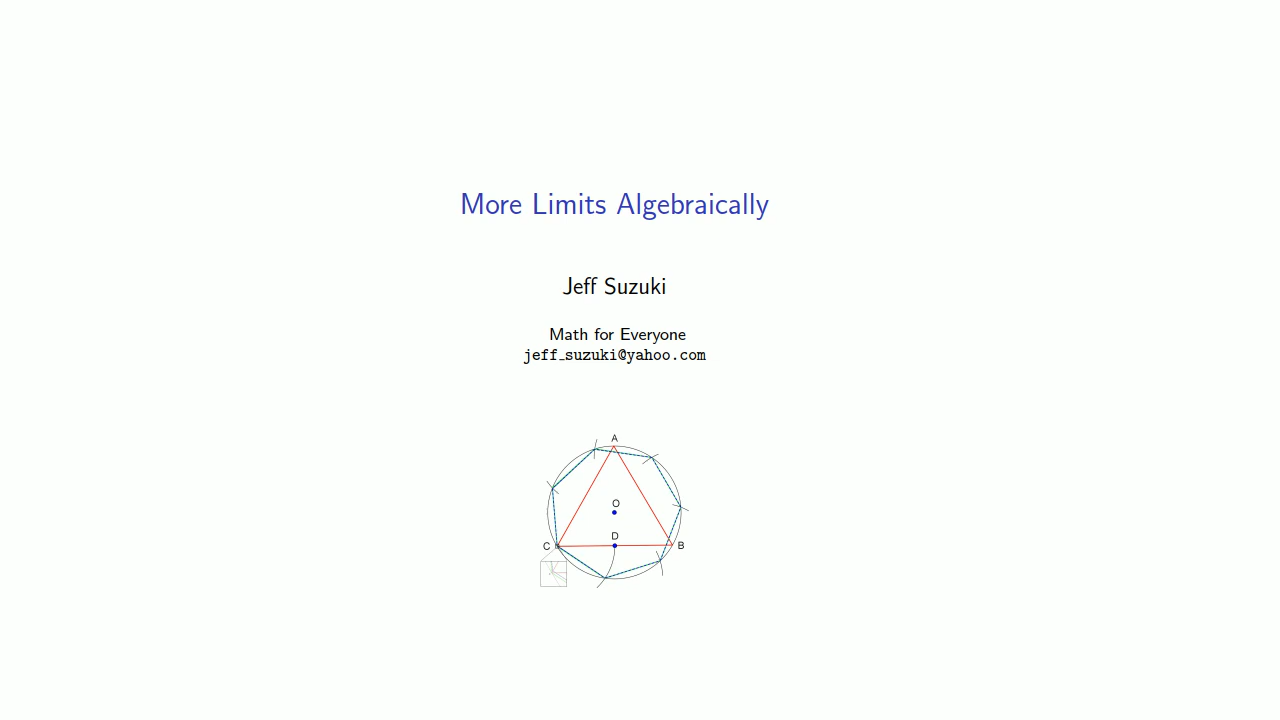 More Limits Algebraically
Jeff Suzuki
Math for Everyone
jeff_suzuki@yahoo.com
A
O
D
C
B